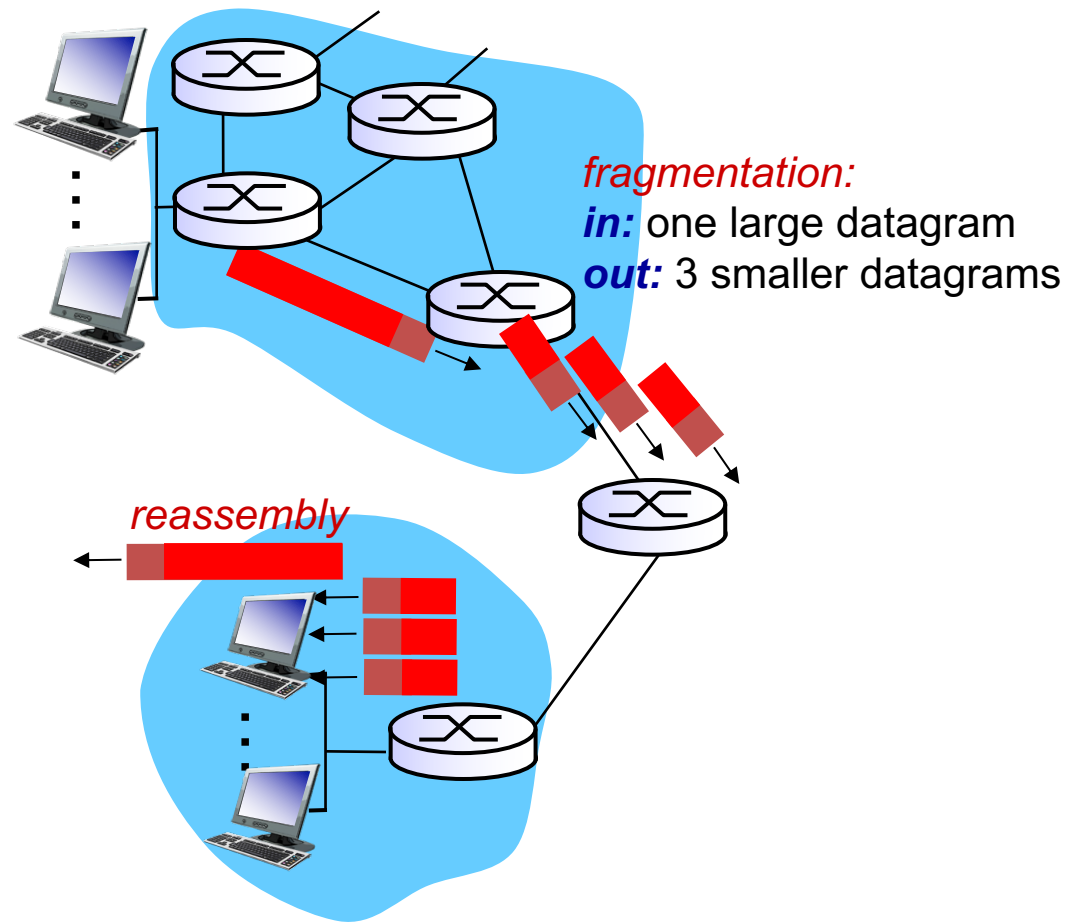 fragmentation:
in: one large datagram
out: 3 smaller datagrams
reassembly